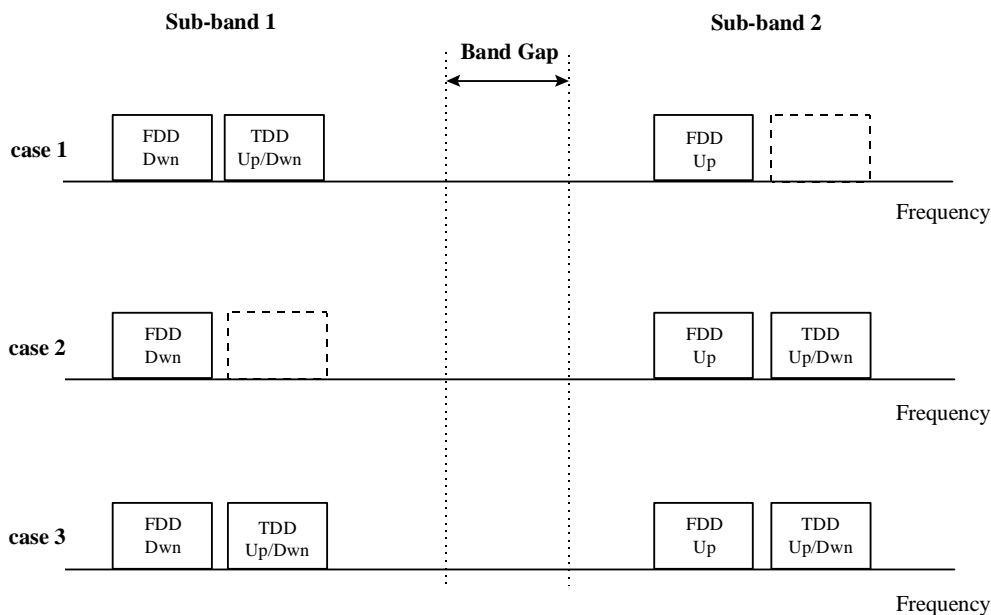 Sub-band 1
Sub-band 2
Band Gap
case 1
FDD
Dwn
TDD
Up/Dwn
FDD
Up
Frequency
case 2
FDD
Dwn
FDD
Up
TDD
Up/Dwn
Frequency
case 3
FDD
Dwn
TDD
Up/Dwn
FDD
Up
TDD
Up/Dwn
Frequency